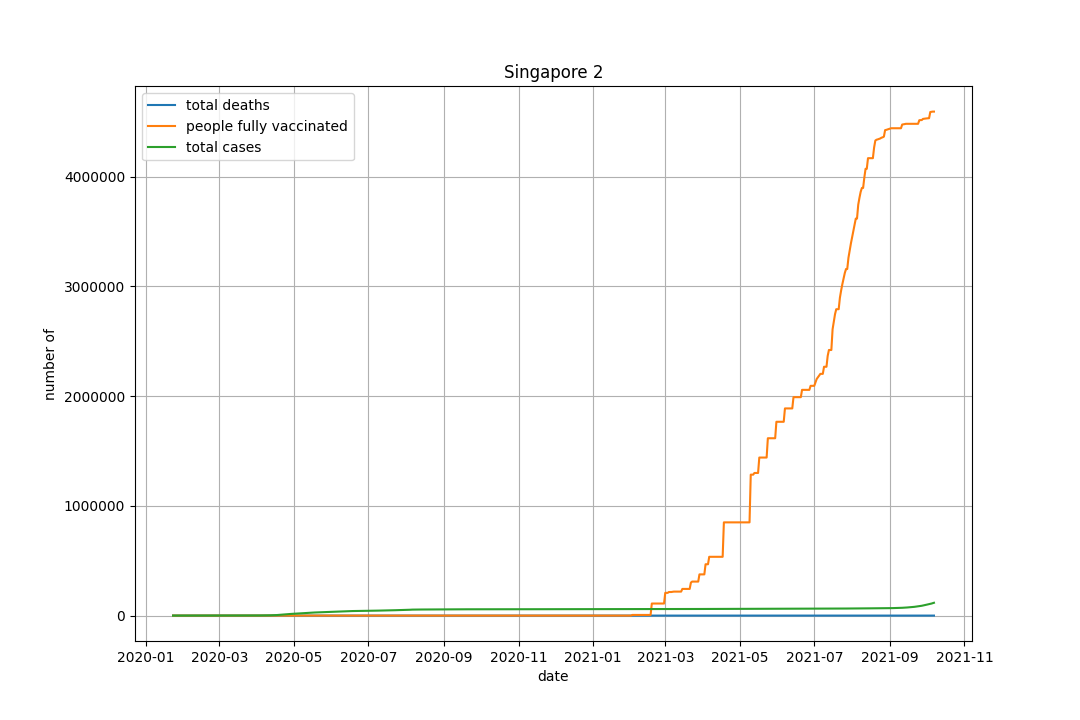 Singapore 2
total deaths
people fully vaccinated
total cases
4000000
3000000
2000000
1000000
0
number of
2020-01 2020-03 2020-05 2020-07 2020-09 2020-11 2021-01 2021-03 2021-05 2021-07 2021-09 2021-11
date